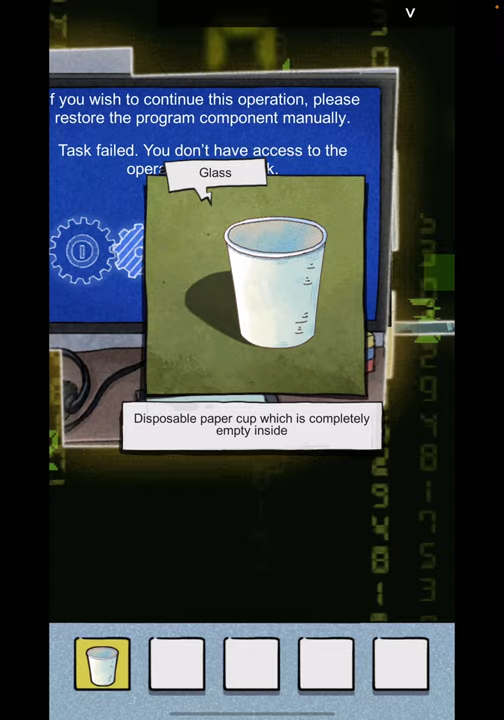 V
f you wish to continue this operation, please
restore the program component manually.
Task failed. You don't have access to the
Glass
Disposable paper cup which is completely
empty inside